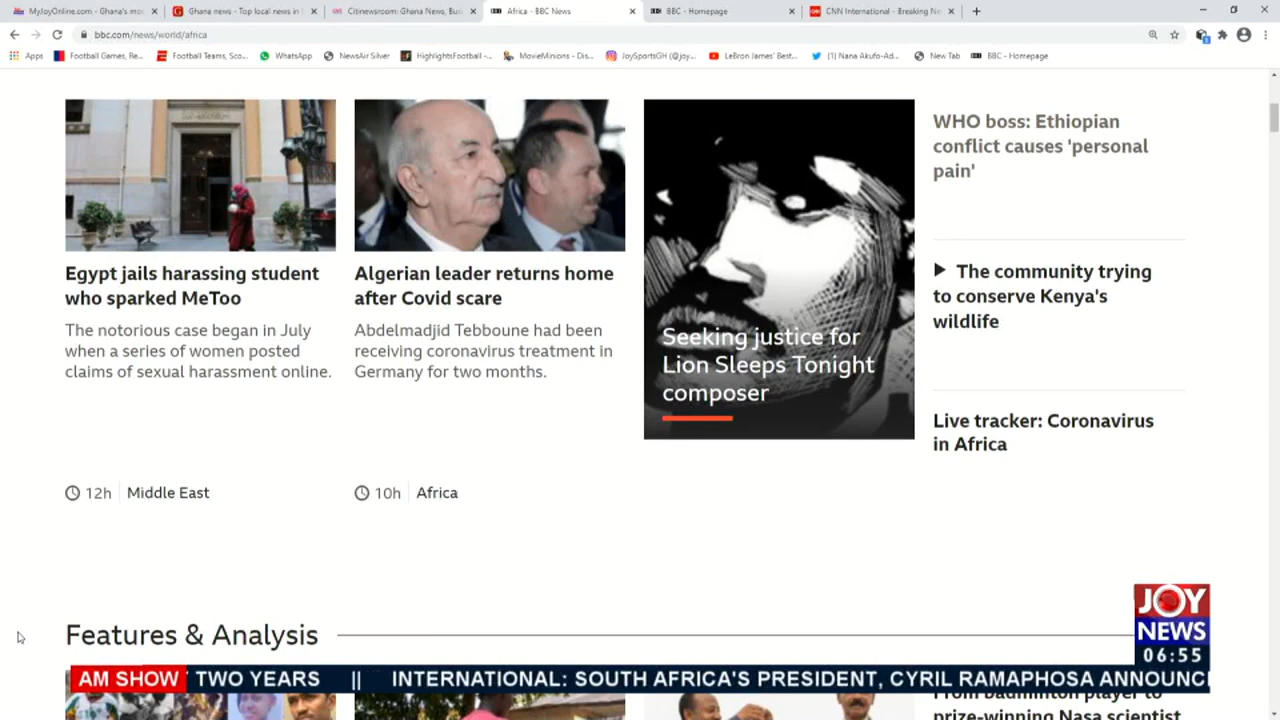 MyJoyOnline.com - Ghana's mo
Ghana news - Top local news in
Citinewsroom: Ghana News, Bus
Africa - BBC News
BBC - Homepage
CNN International - Breaking Ne
bbc.com/news/world/africa
Apps
Football Games, Re...
Football Teams, Sco...
WhatsApp
NewsAir Silver
HighlightsFootball -...
MovieMinions - Dis...
JoySportsGH (@joy...
LeBron James' Best...
(1) Nana Akufo-Ad...
New Tab
BBC - Homepage
Egypt jails harassing student
who sparked MeToo
The notorious case began in July
when a series of women posted
claims of sexual harassment online.
12h
Middle East
Algerian leader returns home
after Covid scare
Abdelmadjid Tebboune had been
receiving coronavirus treatment in
Germany for two months.
10h
Africa
Seeking justice for
Lion Sleeps Tonight
composer
WHO boss: Ethiopian
conflict causes 'personal
pain'
The community trying
to conserve Kenya's
wildlife
Live tracker: Coronavirus
in Africa
Features & Analysis
JOY
NEWS
06:55
AM SHOW TWO YEARS || INTERNATIONAL: SOUTH AFRICA'S PRESIDENT, CYRIL RAMAPHOSA ANNOUNC
From badminton player to
prize-winning Nasa scientist